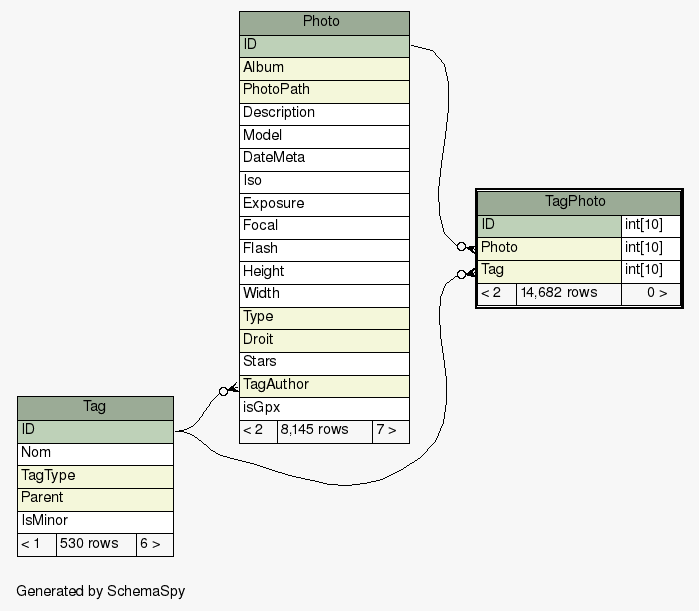 Photo
ID
Album
PhotoPath
Description
Model
DateMeta
Iso
Exposure
Focal
Flash
Height
Width
Type
Droit
Stars
TagAuthor
isGpx
< 2 8,145 rows 7 >
TagPhoto
ID int[10]
Photo int[10]
Tag int[10]
< 2 14,682 rows 0 >
Tag
ID
Nom
TagType
Parent
IsMinor
< 1 530 rows 6 >
Generated by SchemaSpy